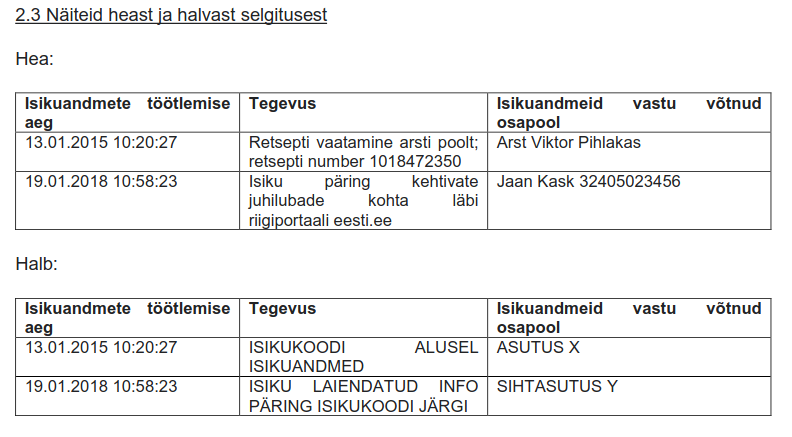 2.3 Näiteid heast ja halvast selgitusest
Hea:
Isikuandmete töötlemise aeg | Tegevus | Isikuandmeid vastu võtnud osapool
13.01.2015 10:20:27 | Retsepti vaatamine arsti poolt; retsepti number 1018472350 | Arst Viktor Pihlakas
19.01.2018 10:58:23 | Isiku päring kehtivate juhilubade kohta läbi riigiportaali eesti.ee | Jaan Kask 32405023456
Halb:
Isikuandmete töötlemise aeg | Tegevus | Isikuandmeid vastu võtnud osapool
13.01.2015 10:20:27 | ISIKUKOODI ALUSEL ISIKUANDMED | ASUTUS X
19.01.2018 10:58:23 | ISIKU LAIENDATUD INFO PÄRING ISIKUKOODI JÄRGI | SIHTASUTUS Y